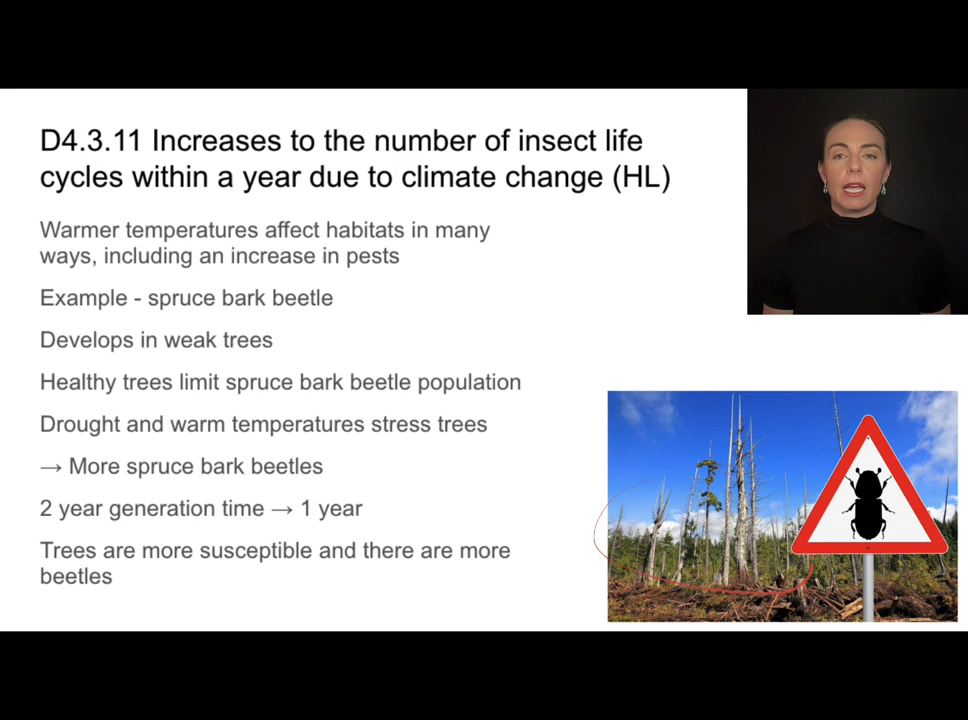 D4.3.11 Increases to the number of insect life
cycles within a year due to climate change (HL)
Warmer temperatures affect habitats in many
ways, including an increase in pests
Example - spruce bark beetle
Develops in weak trees
Healthy trees limit spruce bark beetle population
Drought and warm temperatures stress trees
→ More spruce bark beetles
2 year generation time → 1 year
Trees are more susceptible and there are more
beetles